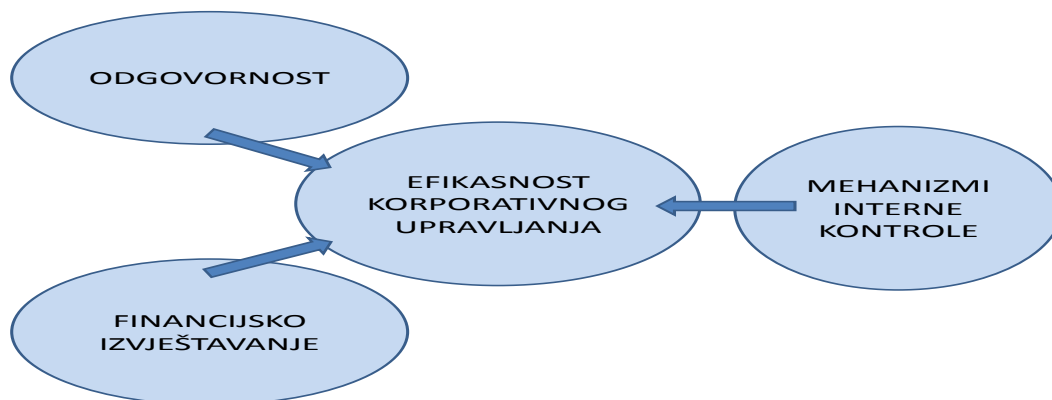 ODGOVORNOST
EFIKASNOST
KORPORATIVNOG
UPRAVLJANJA
MEHANIZMI
INTERNE
KONTROLE
FINANCIJSKO
IZVJEŠTAVANJE